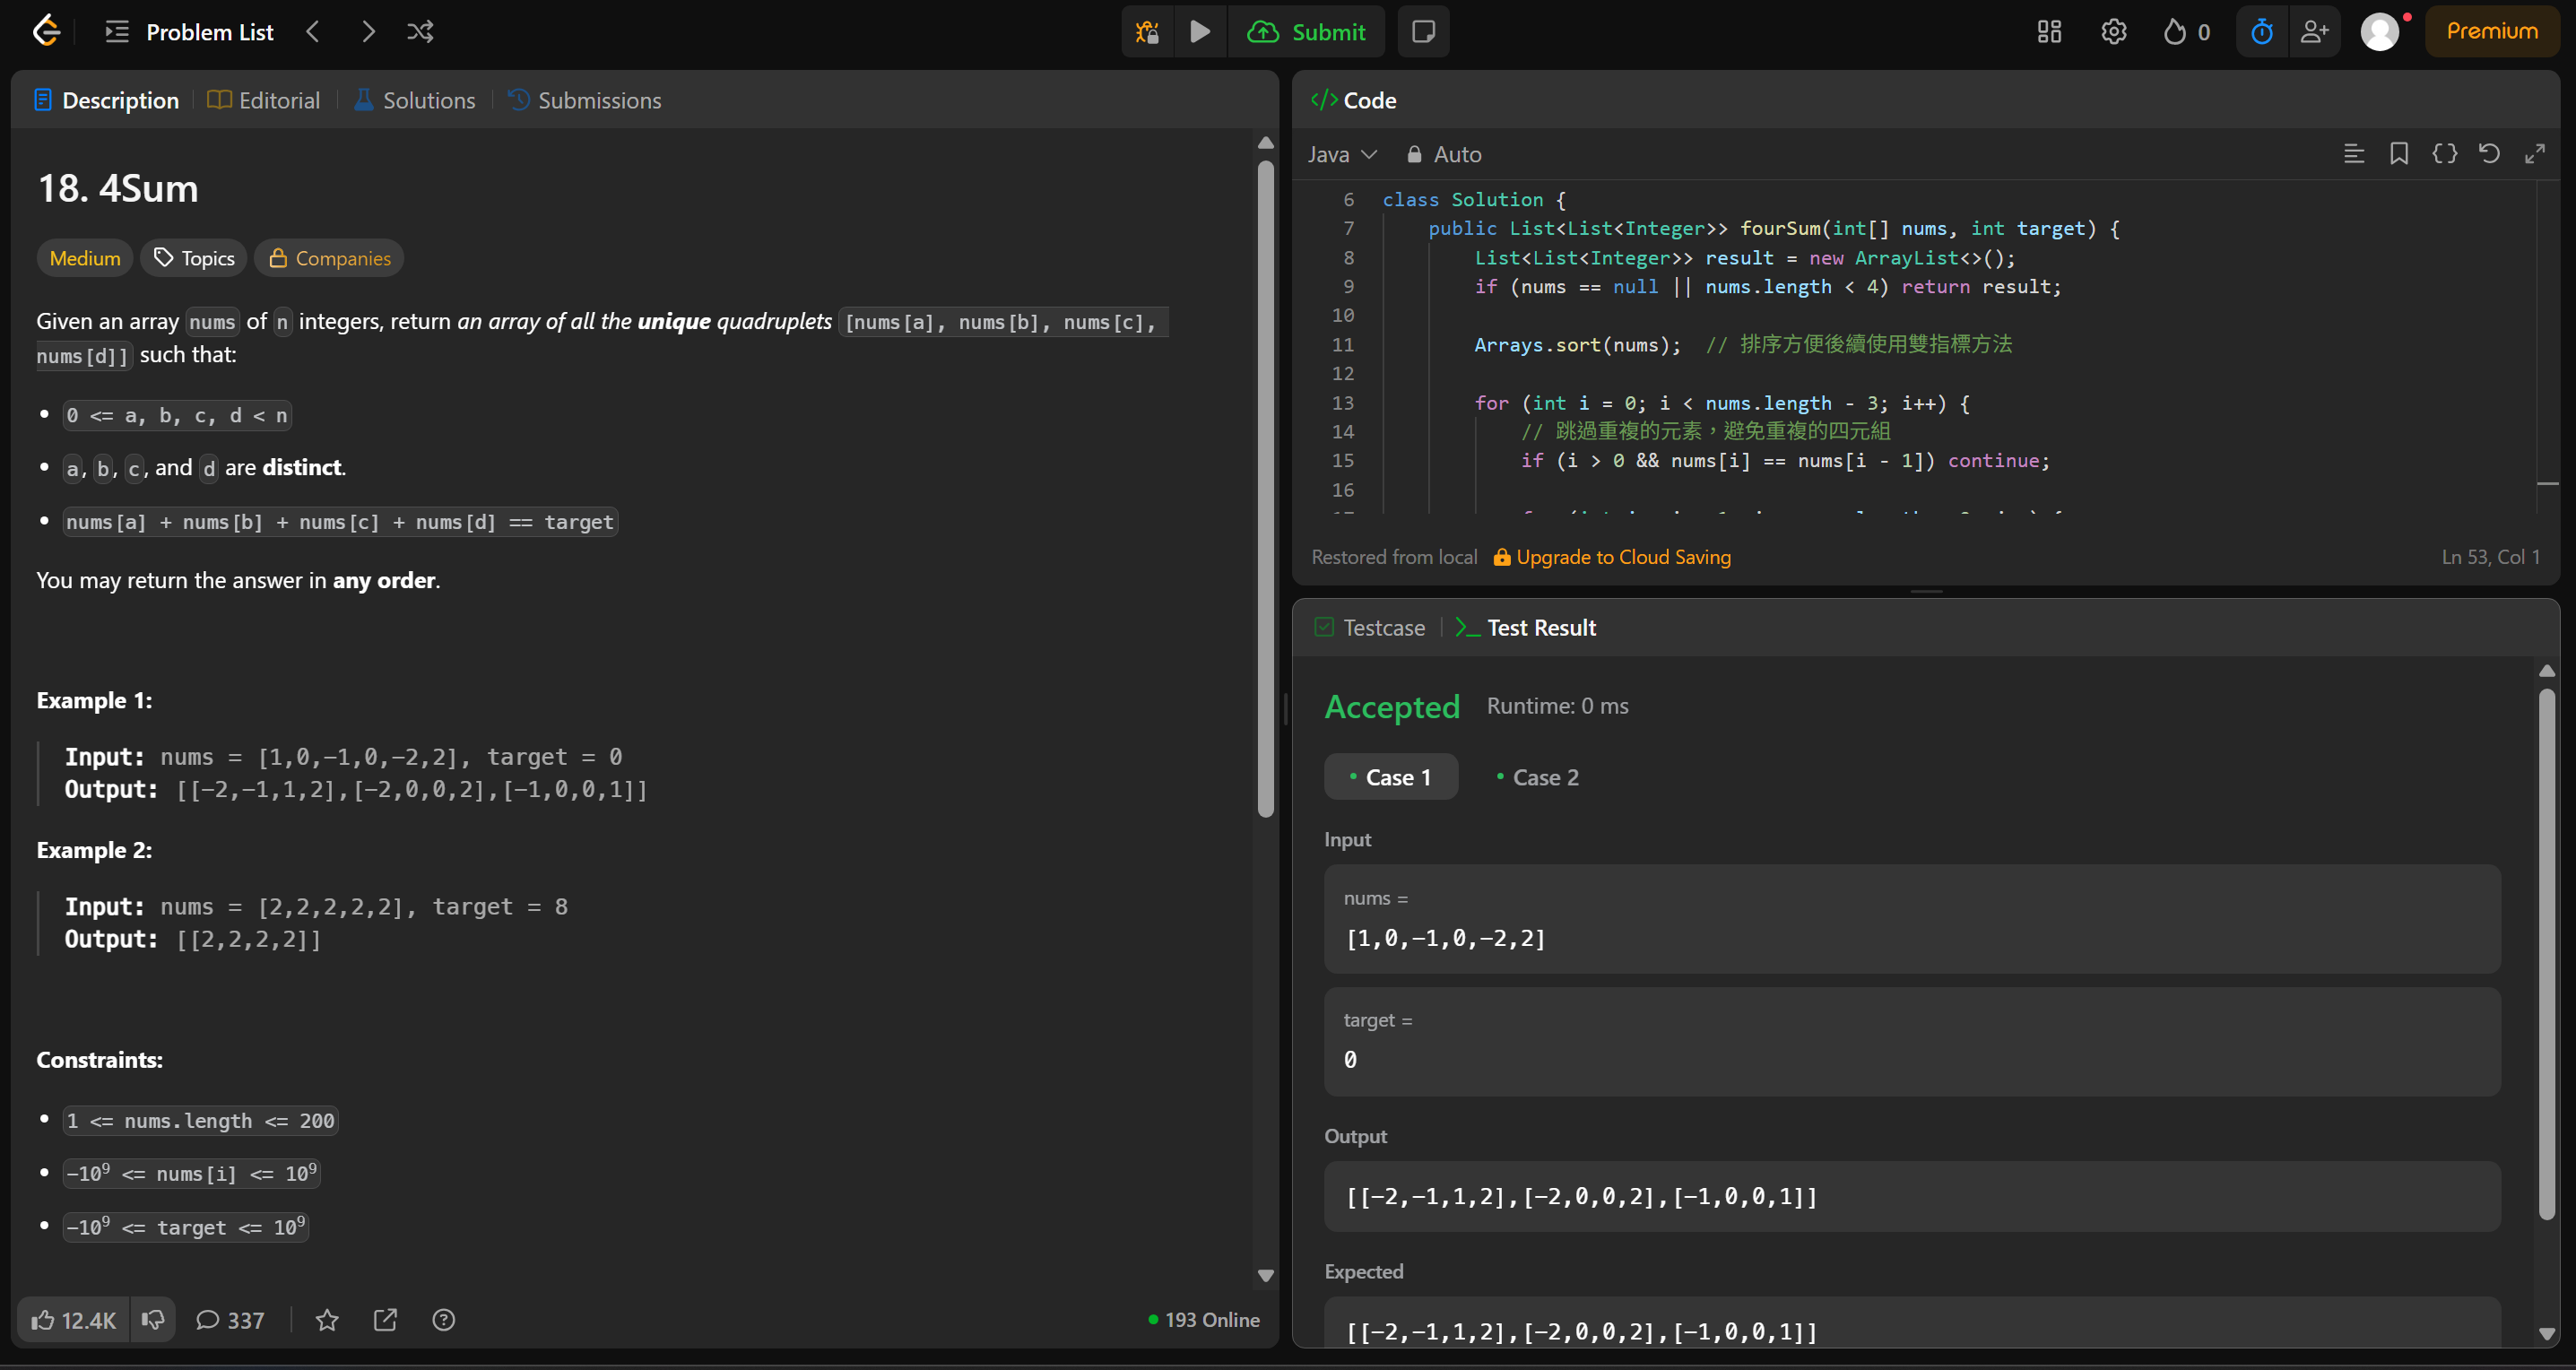 Problem List
Submit
0
Premium
Description
Editorial
Solutions
Submissions
18. 4Sum
Medium
Topics
Companies
Given an array nums of n integers, return an array of all the unique quadruplets [nums[a], nums[b], nums[c],
nums[d]] such that:
• 0 <= a, b, c, d < n
• a, b, c, and d are distinct.
• nums[a] + nums[b] + nums[c] + nums[d] == target
You may return the answer in any order.
Example 1:
Input: nums = [1,0,-1,0,-2,2], target = 0
Output: [[-2,-1,1,2],[-2,0,0,2],[-1,0,0,1]]
Example 2:
Input: nums = [2,2,2,2,2], target = 8
Output: [[2,2,2,2]]
Constraints:
• 1 <= nums.length <= 200
• -10⁹ <= nums[i] <= 10⁹
• -10⁹ <= target <= 10⁹
12.4K
337
193 Online
</> Code
Java
Auto
6 class Solution {
7 public List<List<Integer>> fourSum(int[] nums, int target) {
8 List<List<Integer>> result = new ArrayList<>();
9 if (nums == null || nums.length < 4) return result;
10
11 Arrays.sort(nums); // 排序方便後續使用雙指標方法
12
13 for (int i = 0; i < nums.length - 3; i++) {
14 // 跳過重複的元素，避免重複的四元組
15 if (i > 0 && nums[i] == nums[i - 1]) continue;
16
Restored from local
Upgrade to Cloud Saving
Ln 53, Col 1
Testcase
Test Result
Accepted
Runtime: 0 ms
• Case 1
• Case 2
Input
nums =
[1,0,-1,0,-2,2]
target =
0
Output
[[-2,-1,1,2],[-2,0,0,2],[-1,0,0,1]]
Expected
[[-2,-1,1,2],[-2,0,0,2],[-1,0,0,1]]